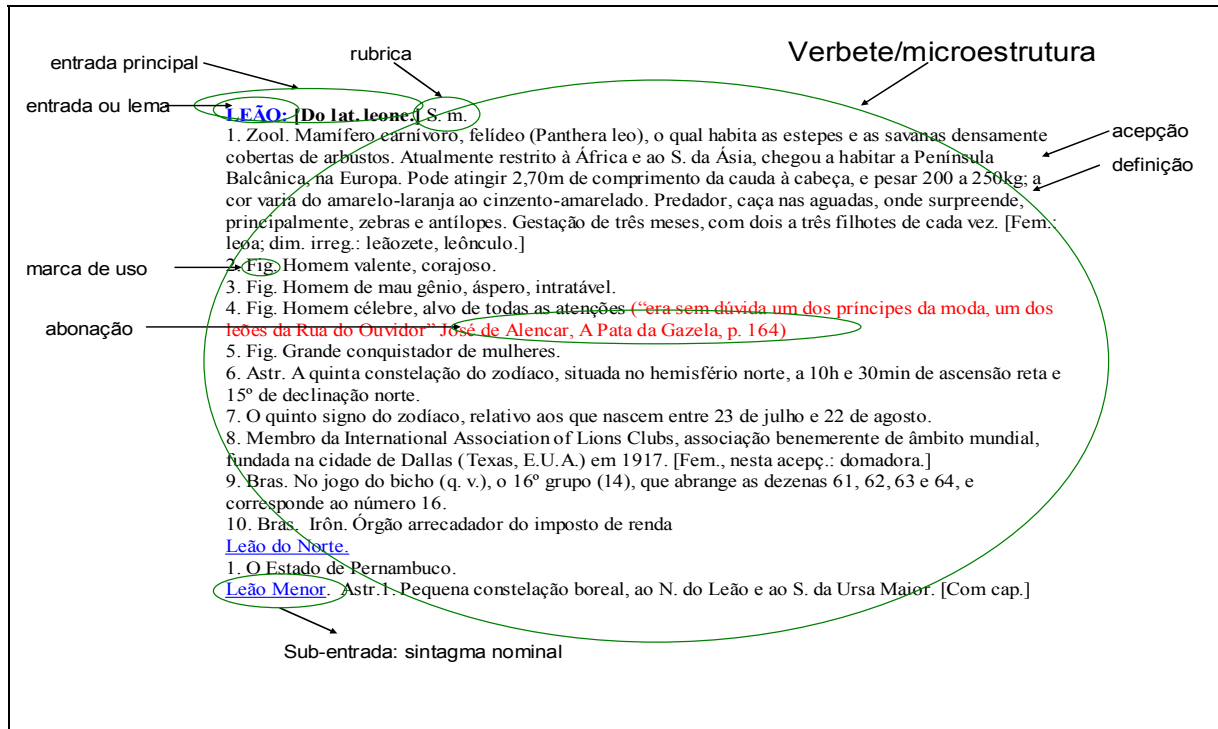 Verbete/microestrutura
rubrica
entrada principal
entrada ou lema
LEÃO: [Do lat. leone.] S. m.
1. Zool. Mamífero carnívoro, felídeo (Panthera leo), o qual habita as estepes e as savanas densamente
acepção
cobertas de arbustos. Atualmente restrito à África e ao S. da Ásia, chegou a habitar a Península
definição
Balcânica, na Europa. Pode atingir 2,70m de comprimento da cauda à cabeça, e pesar 200 a 250kg; a
cor varia do amarelo-laranja ao cinzento-amarelado. Predador, caça nas aguadas, onde surpreende,
principalmente, zebras e antílopes. Gestação de três meses, com dois a três filhotes de cada vez. [Fem.:
leoa; dim. irreg.: leãozete, leônculo.]
marca de uso
2. Fig. Homem valente, corajoso.
3. Fig. Homem de mau gênio, áspero, intratável.
4. Fig. Homem célebre, alvo de todas as atenções (“era sem dúvida um dos príncipes da moda, um dos
abonação
leões da Rua do Ouvidor” José de Alencar, A Pata da Gazela, p. 164)
5. Fig. Grande conquistador de mulheres.
6. Astr. A quinta constelação do zodíaco, situada no hemisfério norte, a 10h e 30min de ascensão reta e
15º de declinação norte.
7. O quinto signo do zodíaco, relativo aos que nascem entre 23 de julho e 22 de agosto.
8. Membro da International Association of Lions Clubs, associação benemerente de âmbito mundial,
fundada na cidade de Dallas (Texas, E.U.A.) em 1917. [Fem., nesta acepç.: domadora.]
9. Bras. No jogo do bicho (q. v.), o 16º grupo (14), que abrange as dezenas 61, 62, 63 e 64, e
corresponde ao número 16.
10. Bras. Irôn. Órgão arrecadador do imposto de renda
Leão do Norte.
1. O Estado de Pernambuco.
Leão Menor. Astr.1. Pequena constelação boreal, ao N. do Leão e ao S. da Ursa Maior. [Com cap.]
Sub-entrada: sintagma nominal